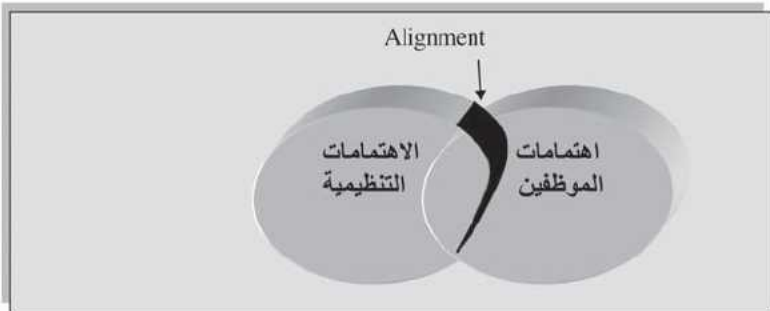 Alignment
اهتمامات
الموظفين
الاهتمامات
التنظيمية